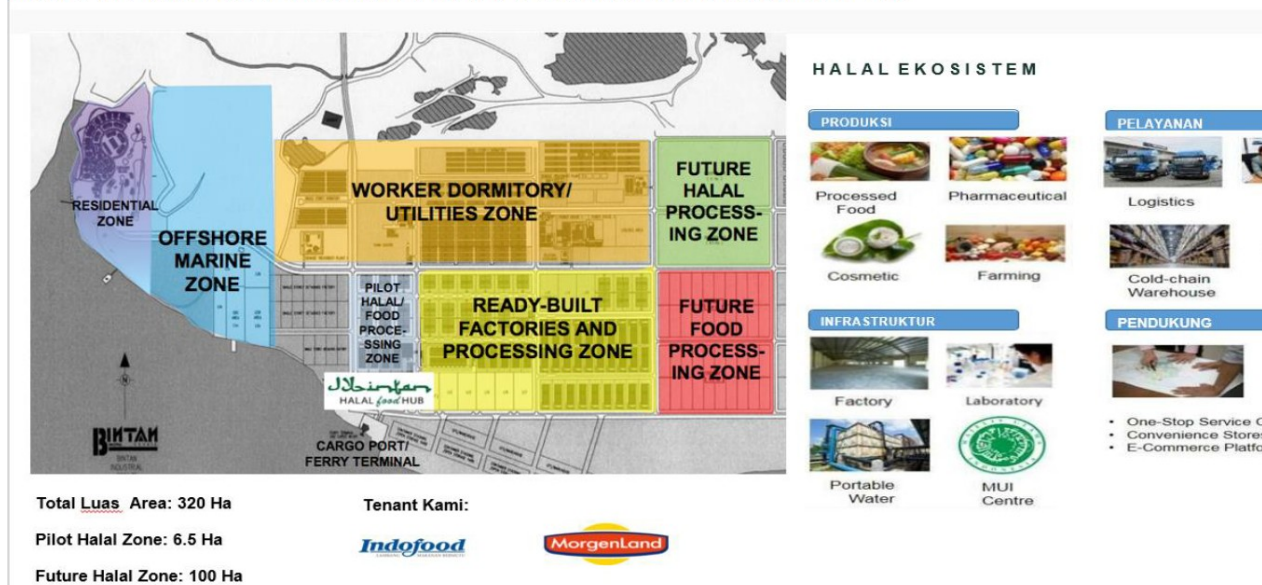 HALAL EKOSISTEM
RESIDENTIAL
ZONE
OFFSHORE
MARINE
ZONE
WORKER DORMITORY/
UTILITIES ZONE
FUTURE
HALAL
PROCESS-
ING ZONE
PILOT
HALAL/
FOOD
PROCE-
SSING
ZONE
READY-BUILT
FACTORIES AND
PROCESSING ZONE
FUTURE
FOOD
PROCESS-
ING ZONE
bintan
HALAL food HUB
CARGO PORT/
FERRY TERMINAL
BINTAN
BINTAN
INDUSTRIAL
PRODUKSI
Processed
Food
Pharmaceutical
Cosmetic
Farming
PELAYANAN
Logistics
Cold-chain
Warehouse
INFRASTRUKTUR
Factory
Laboratory
Portable
Water
MUI
Centre
PENDUKUNG
• One-Stop Service
• Convenience Stores
• E-Commerce
Total Luas Area: 320 Ha
Pilot Halal Zone: 6.5 Ha
Future Halal Zone: 100 Ha
Tenant Kami:
Indofood
MorgenLand